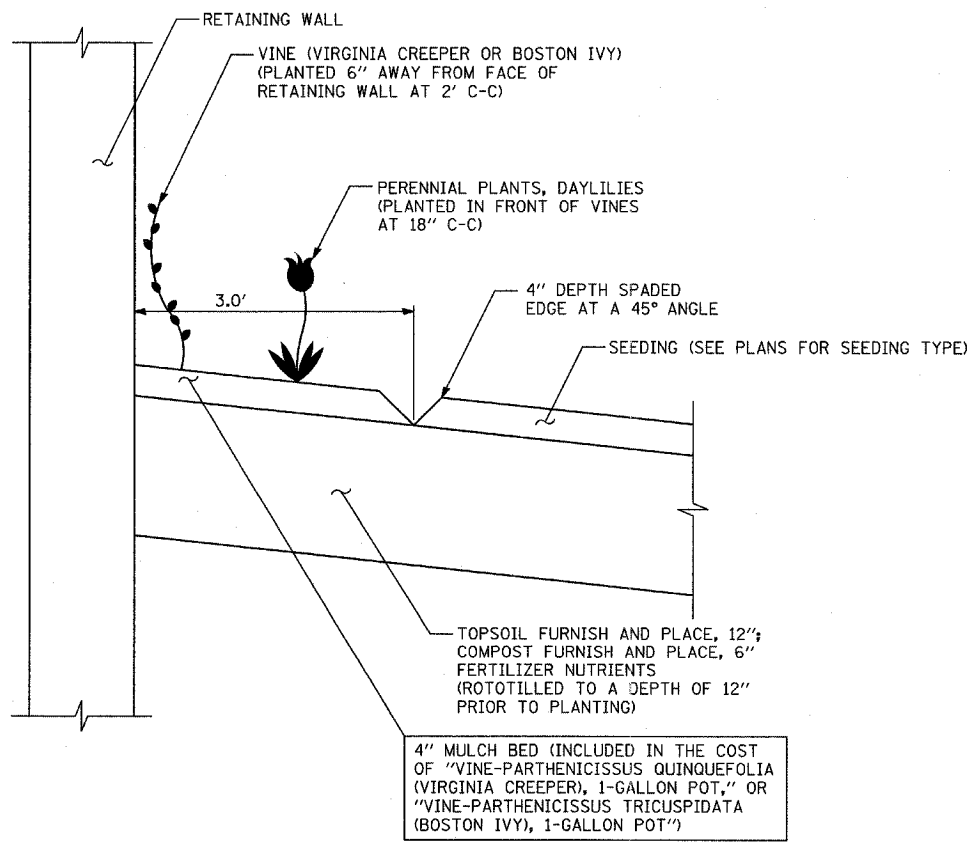 RETAINING WALL
VINE (VIRGINIA CREEPER OR BOSTON IVY)
(PLANTED 6" AWAY FROM FACE OF
RETAINING WALL AT 2' C-C)
PERENNIAL PLANTS, DAYLILIES
(PLANTED IN FRONT OF VINES
AT 18" C-C)
3.0'
4" DEPTH SPADED
EDGE AT A 45° ANGLE
SEEDING (SEE PLANS FOR SEEDING TYPE)
TOPSOIL FURNISH AND PLACE, 12";
COMPOST FURNISH AND PLACE, 6"
FERTILIZER NUTRIENTS
(ROTOTILLED TO A DEPTH OF 12"
PRIOR TO PLANTING)
4" MULCH BED (INCLUDED IN THE COST
OF "VINE-PARTHENICISSUS QUINQUEFOLIA
(VIRGINIA CREEPER), 1-GALLON POT," OR
"VINE-PARTHENICISSUS TRICUSPIDATA
(BOSTON IVY), 1-GALLON POT")